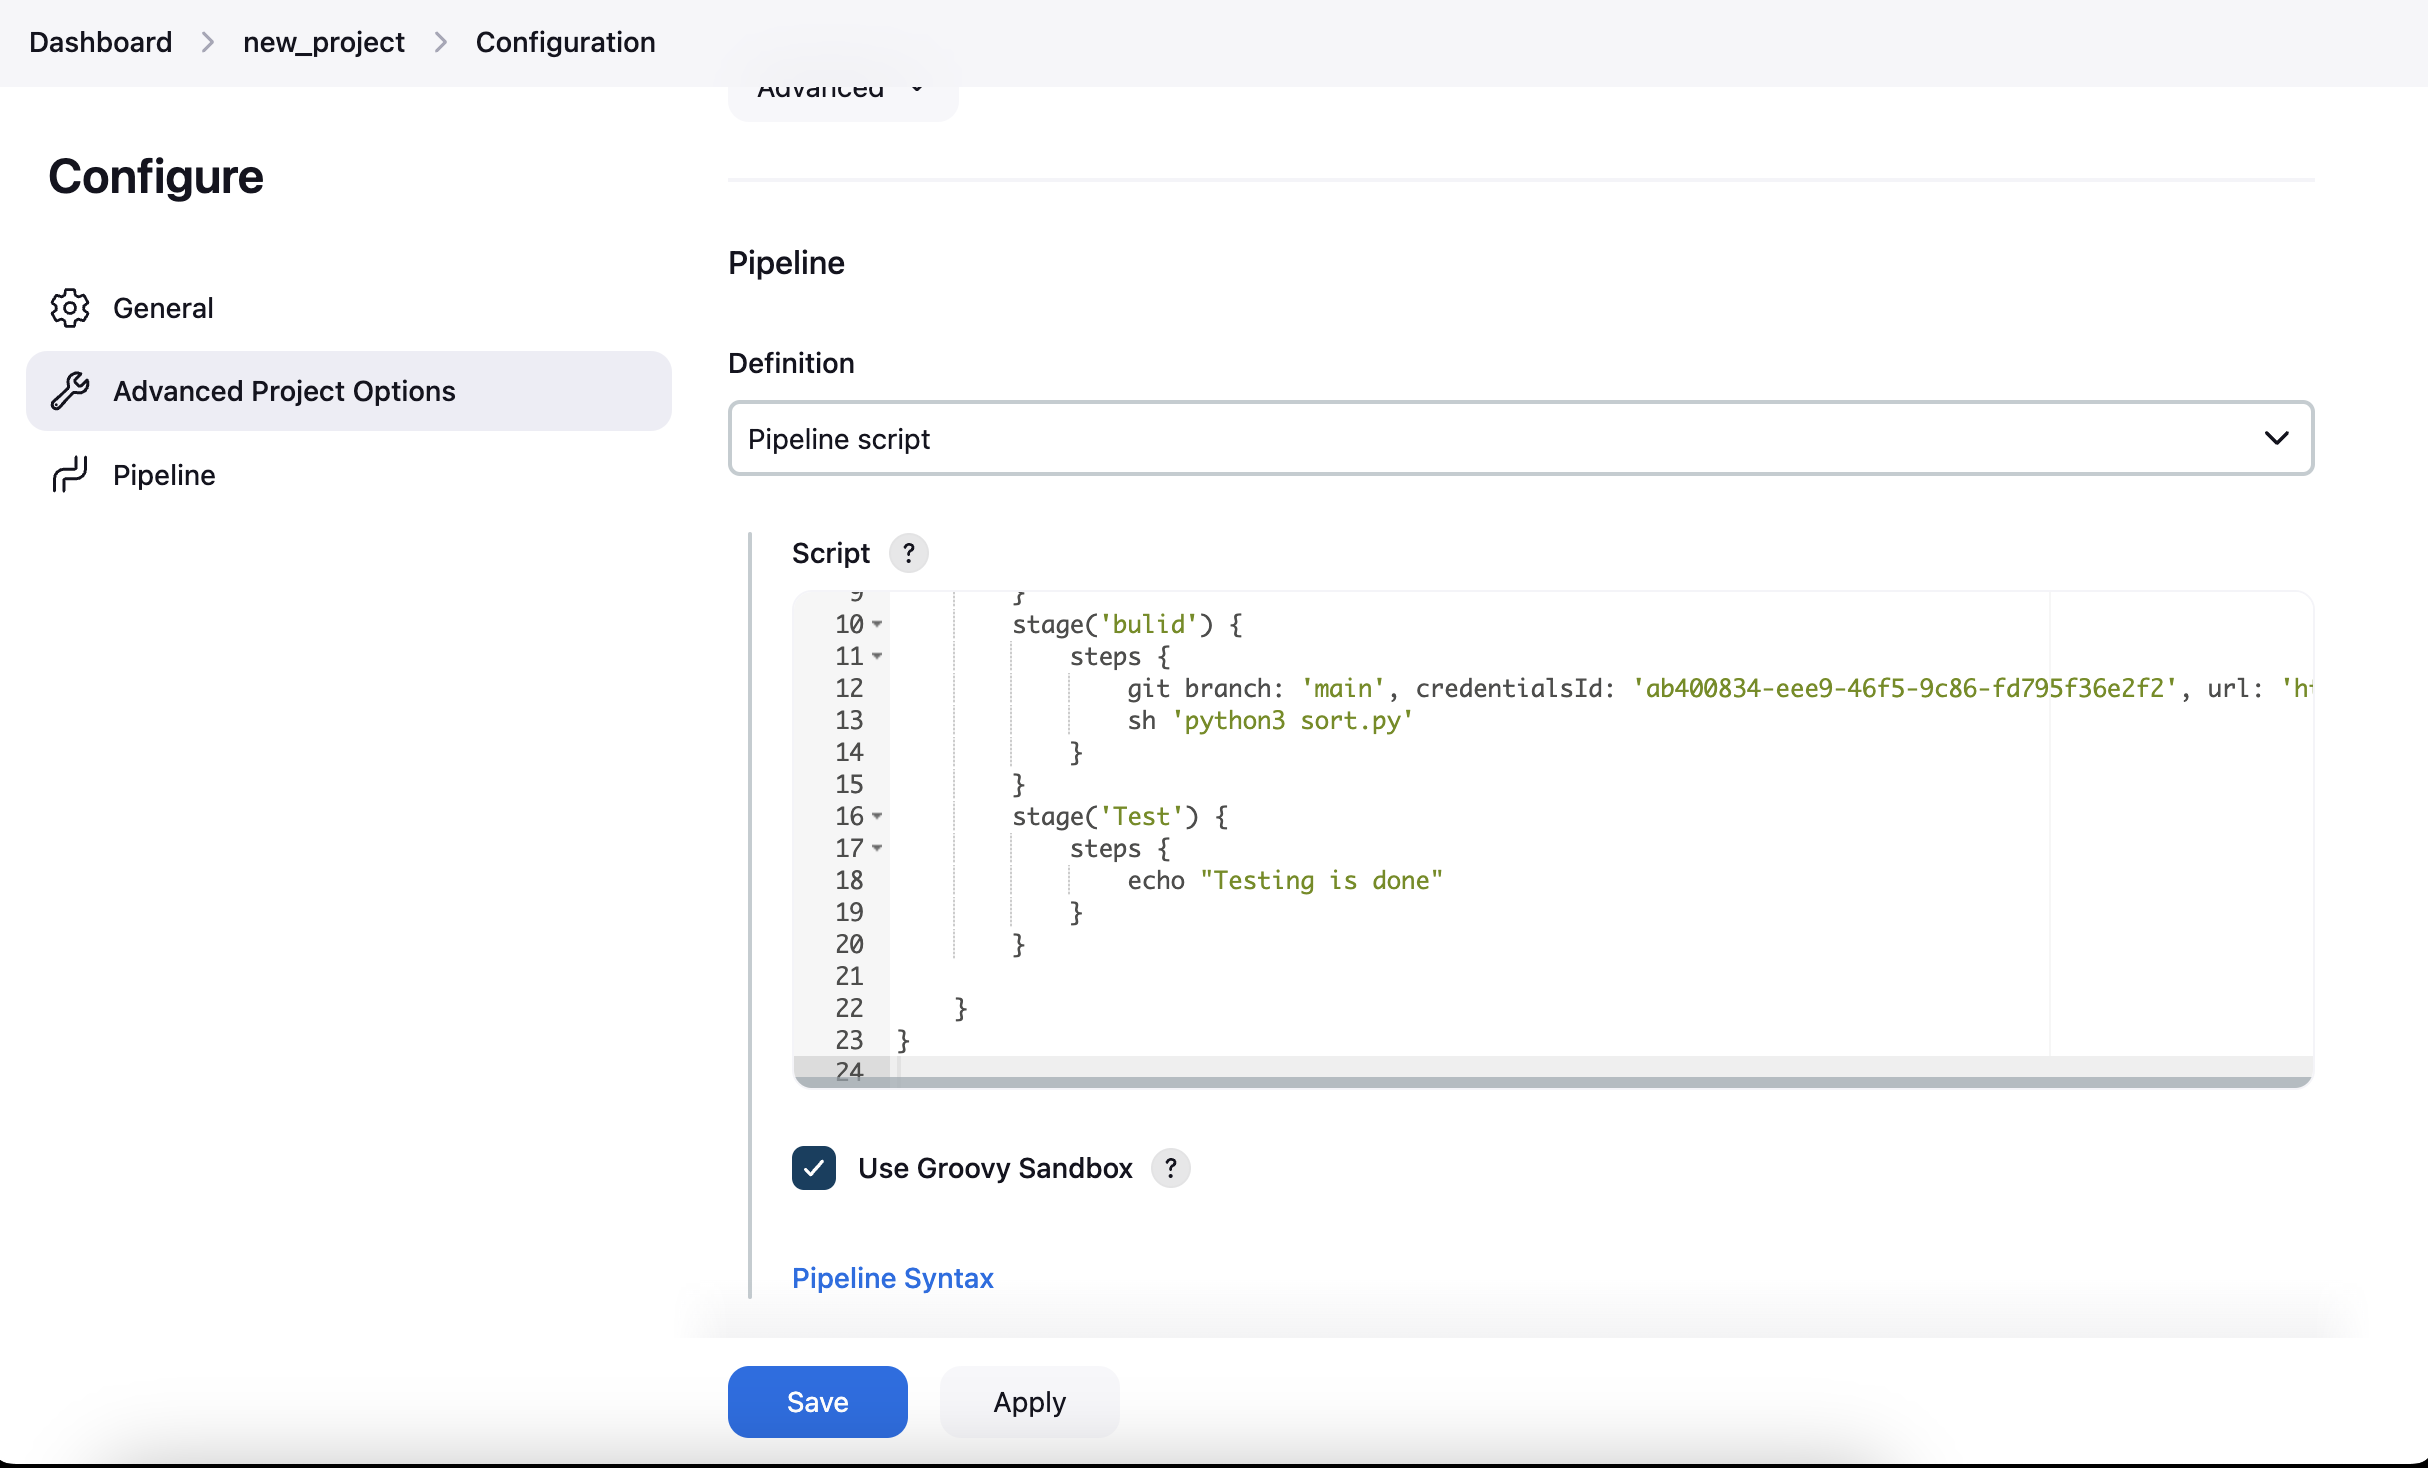 Dashboard > new_project > Configuration
Advanced
Configure
General
Advanced Project Options
Pipeline
Pipeline
Definition
Pipeline script
Script ?
9 }
10 stage('bulid') {
11 steps {
12 git branch: 'main', credentialsId: 'ab400834-eee9-46f5-9c86-fd795f36e2f2', url: 'h
13 sh 'python3 sort.py'
14 }
15 }
16 stage('Test') {
17 steps {
18 echo "Testing is done"
19 }
20 }
21
22 }
23 }
24
Use Groovy Sandbox ?
Pipeline Syntax
Save Apply